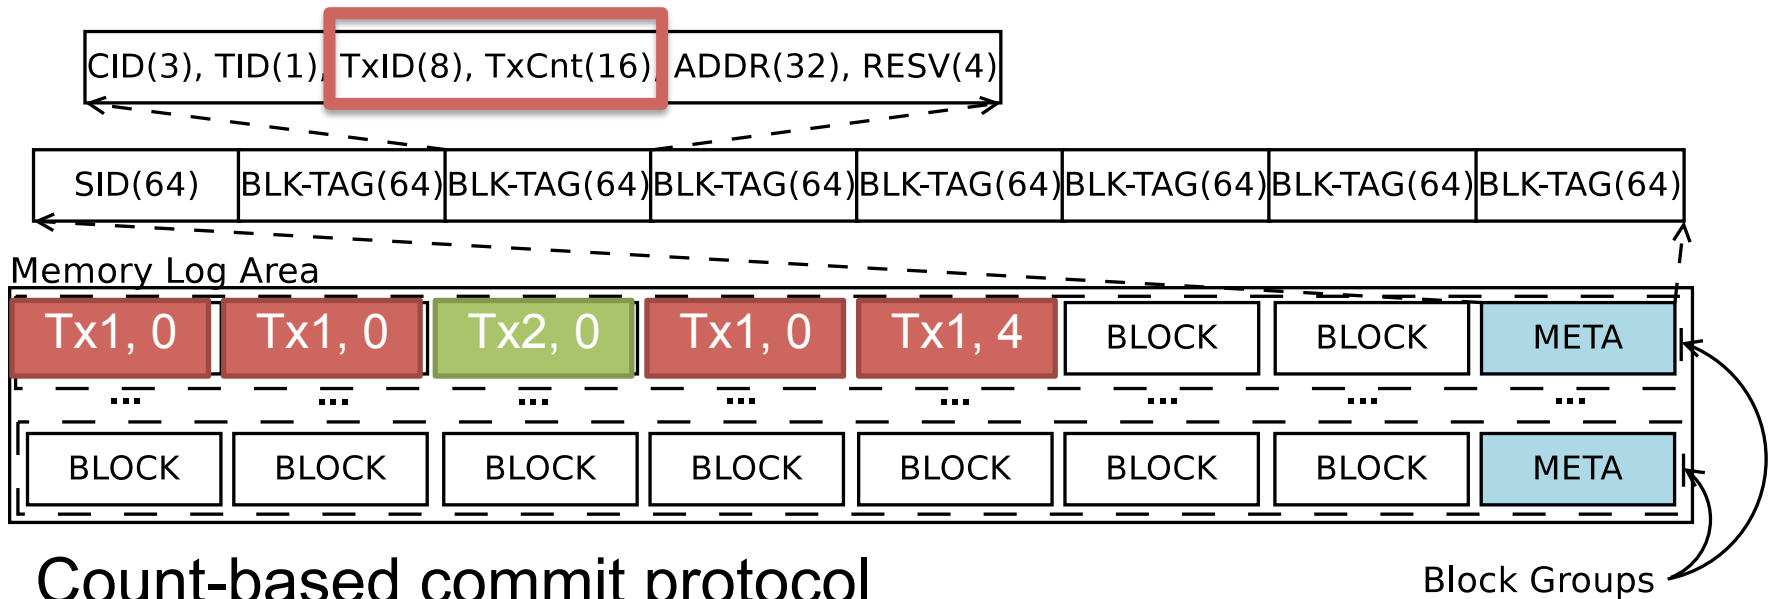 CID(3), TID(1), TxID(8), TxCnt(16), ADDR(32), RESV(4)
SID(64) BLK-TAG(64) BLK-TAG(64) BLK-TAG(64) BLK-TAG(64) BLK-TAG(64) BLK-TAG(64) BLK-TAG(64)
Memory Log Area
Tx1, 0 Tx1, 0 Tx2, 0 Tx1, 0 Tx1, 4 BLOCK BLOCK META
... ... ... ... ... ... ... ...
BLOCK BLOCK BLOCK BLOCK BLOCK BLOCK BLOCK META
Count-based commit protocol
Block Groups